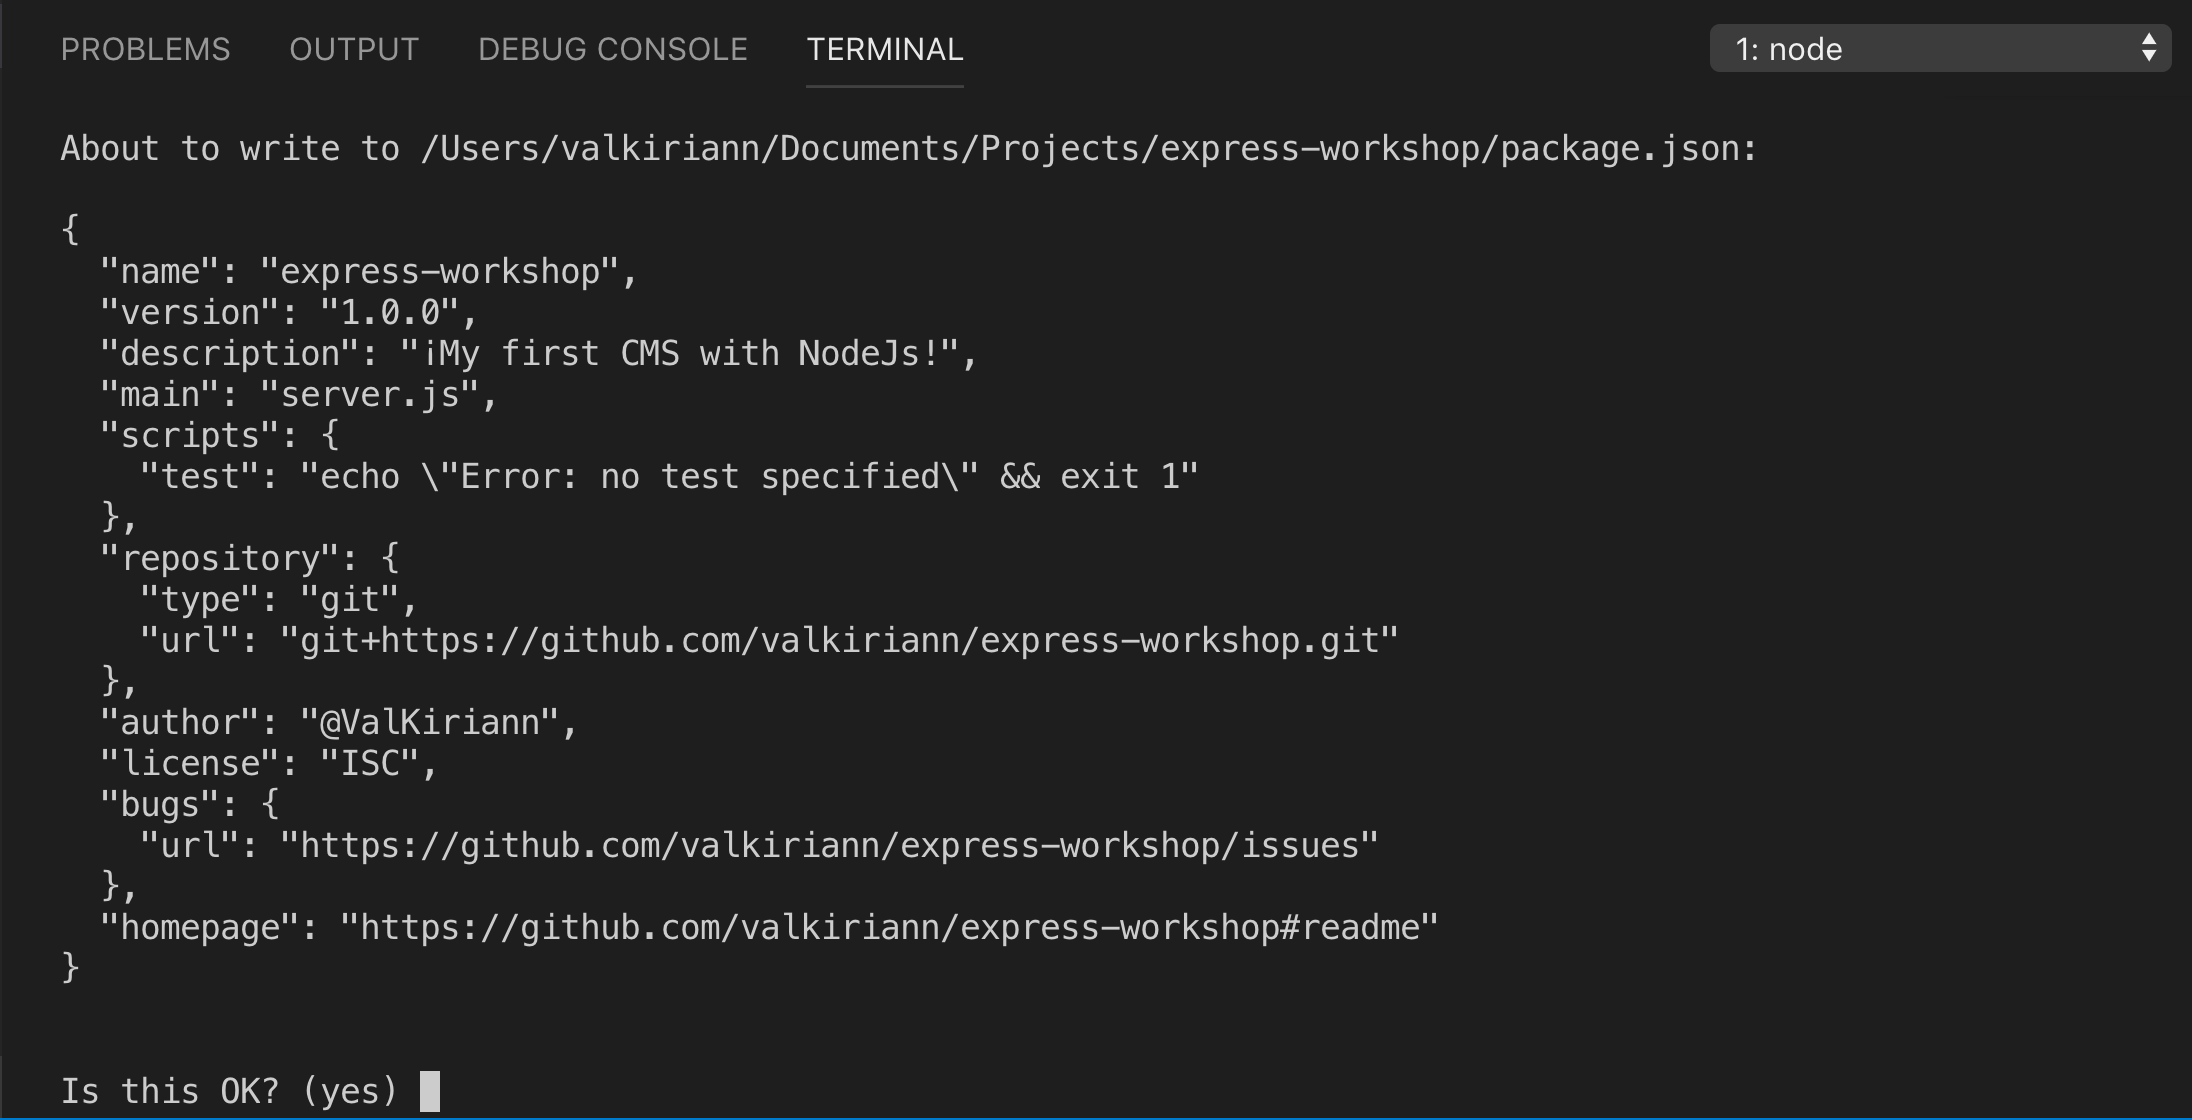 PROBLEMS OUTPUT DEBUG CONSOLE TERMINAL 1: node
About to write to /Users/valkiriann/Documents/Projects/express-workshop/package.json:
{
  "name": "express-workshop",
  "version": "1.0.0",
  "description": "¡My first CMS with NodeJs!",
  "main": "server.js",
  "scripts": {
    "test": "echo \"Error: no test specified\" && exit 1"
  },
  "repository": {
    "type": "git",
    "url": "git+https://github.com/valkiriann/express-workshop.git"
  },
  "author": "@ValKiriann",
  "license": "ISC",
  "bugs": {
    "url": "https://github.com/valkiriann/express-workshop/issues"
  },
  "homepage": "https://github.com/valkiriann/express-workshop#readme"
}
Is this OK? (yes)